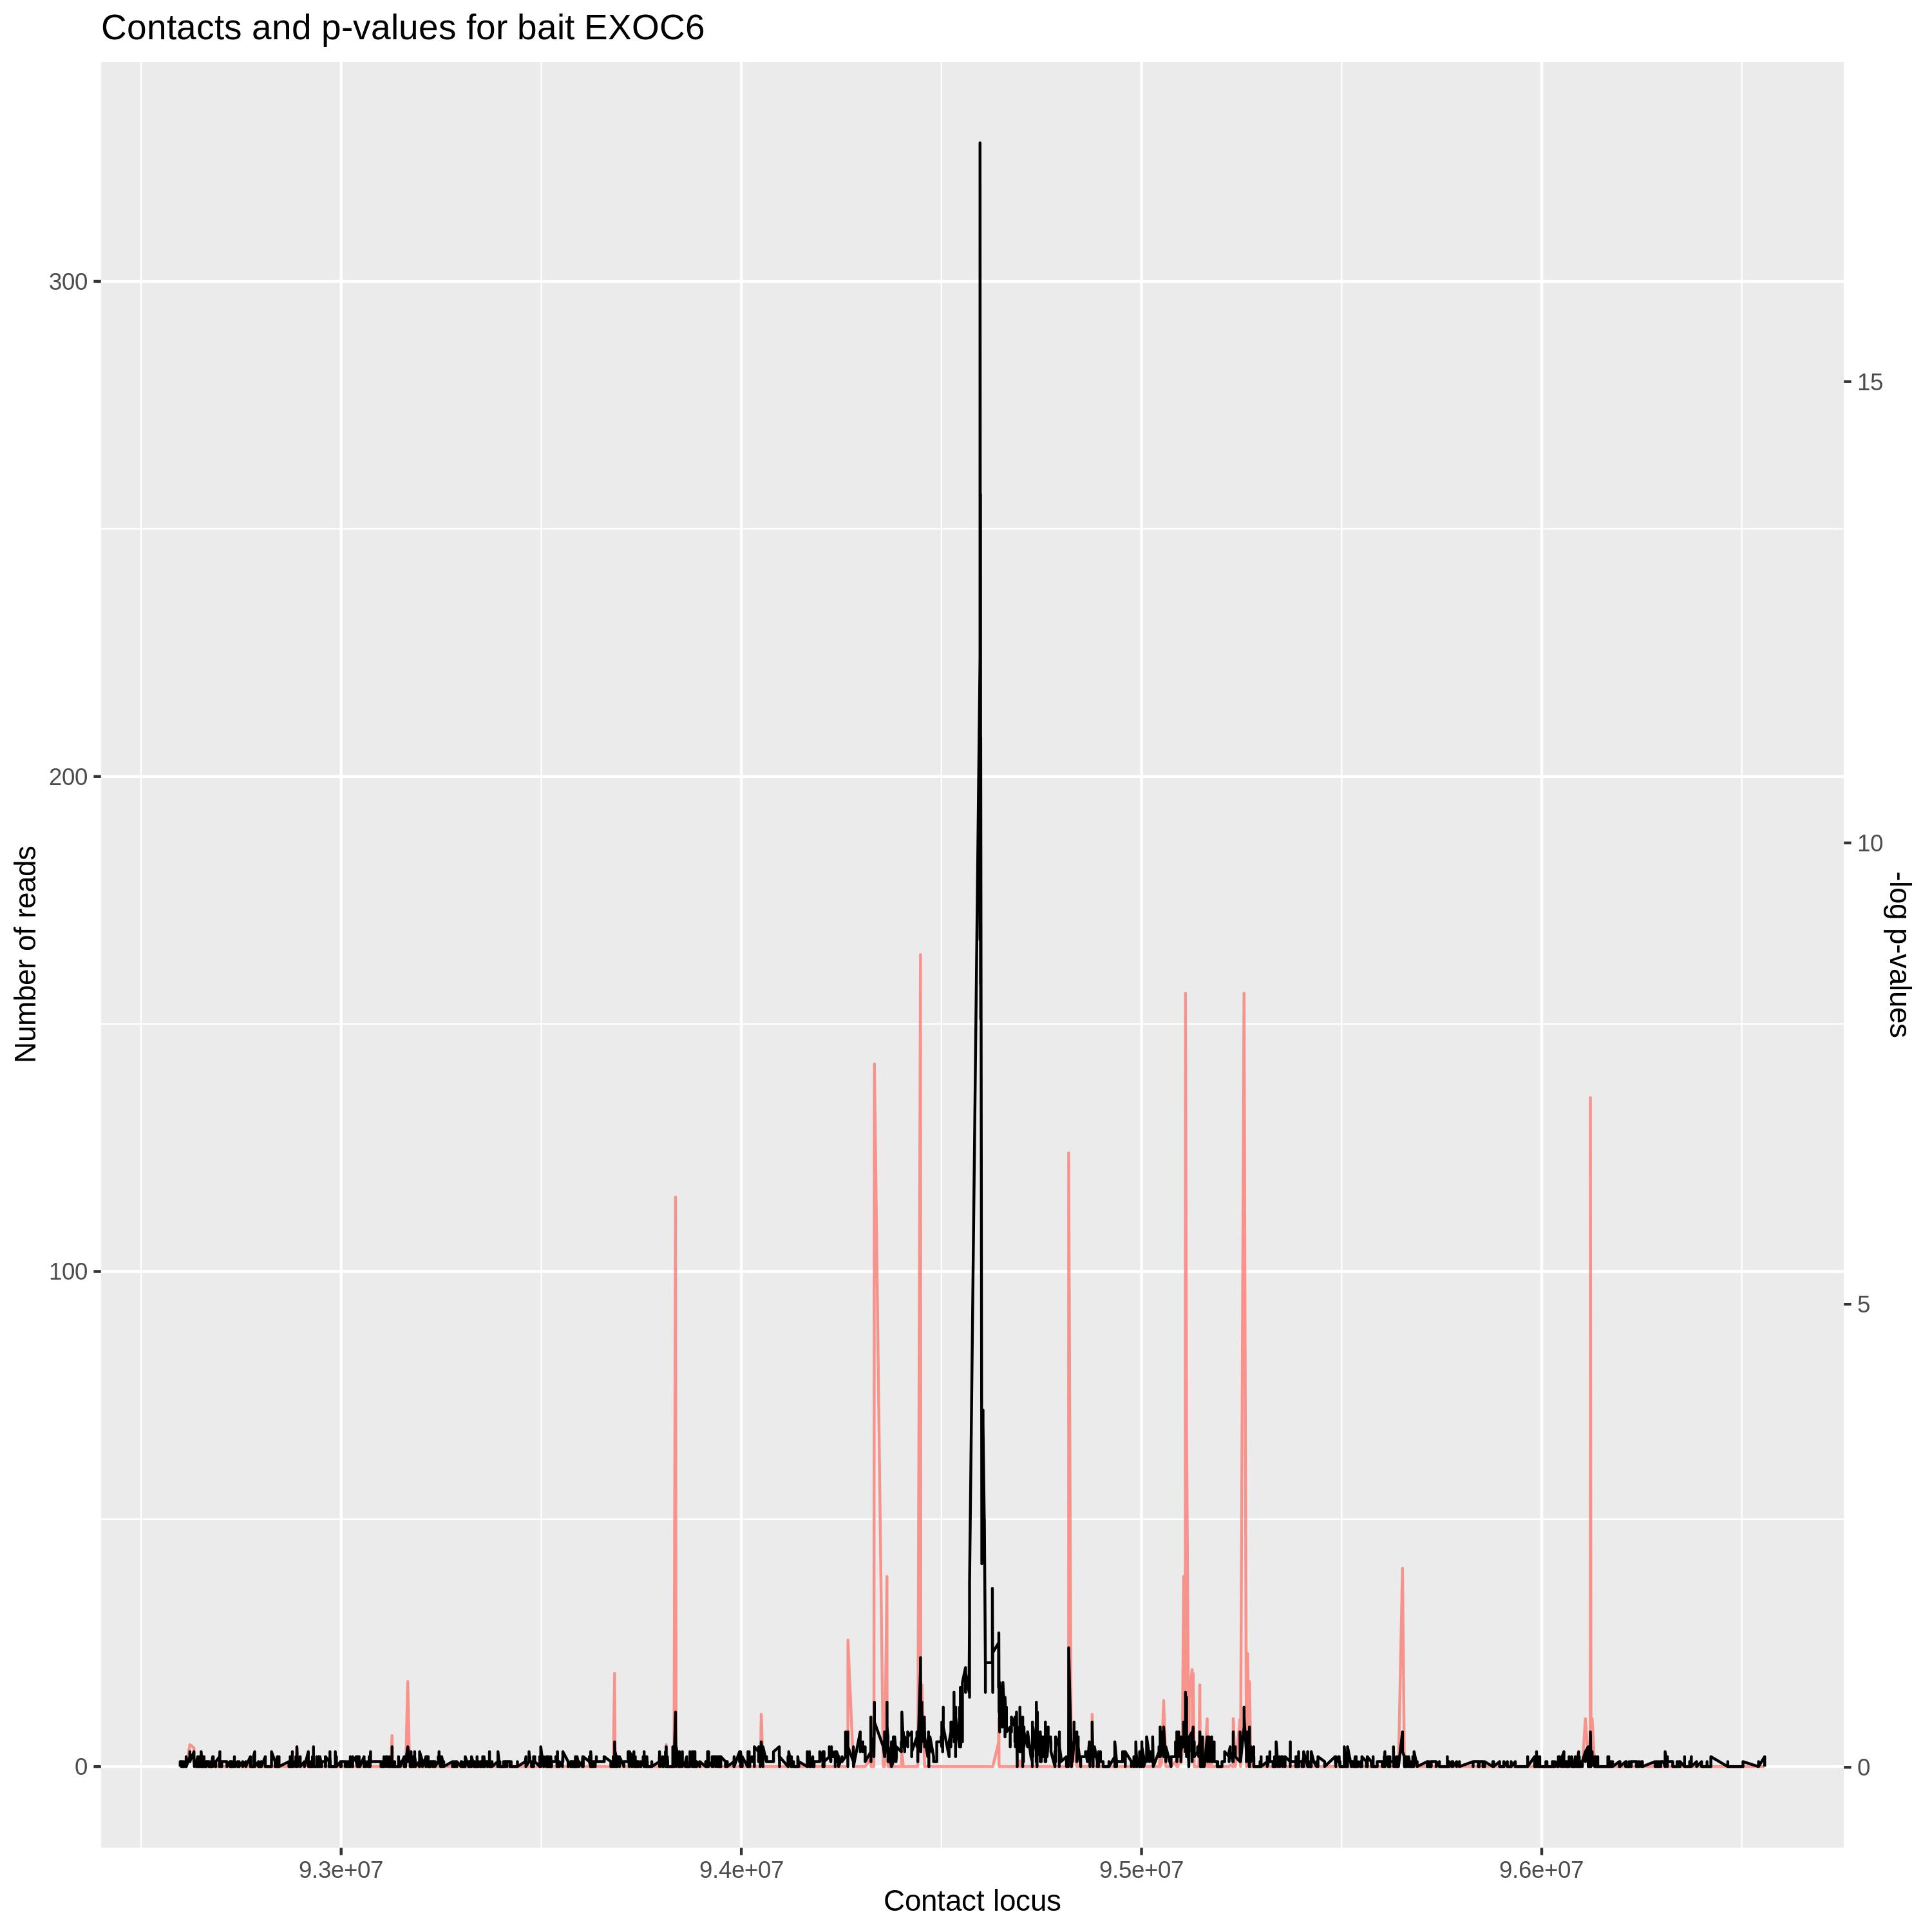 Contacts and p-values for bait EXOC6
300
200
100
0
Number of reads
15
10
5
0
-log p-values
9.3e+07 9.4e+07 9.5e+07 9.6e+07
Contact locus